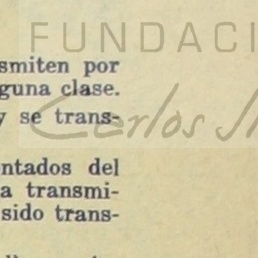 FUNDACI
smiten por
guna clase.
y se trans-
Carlos
ntados del
a transmi-
sido trans-